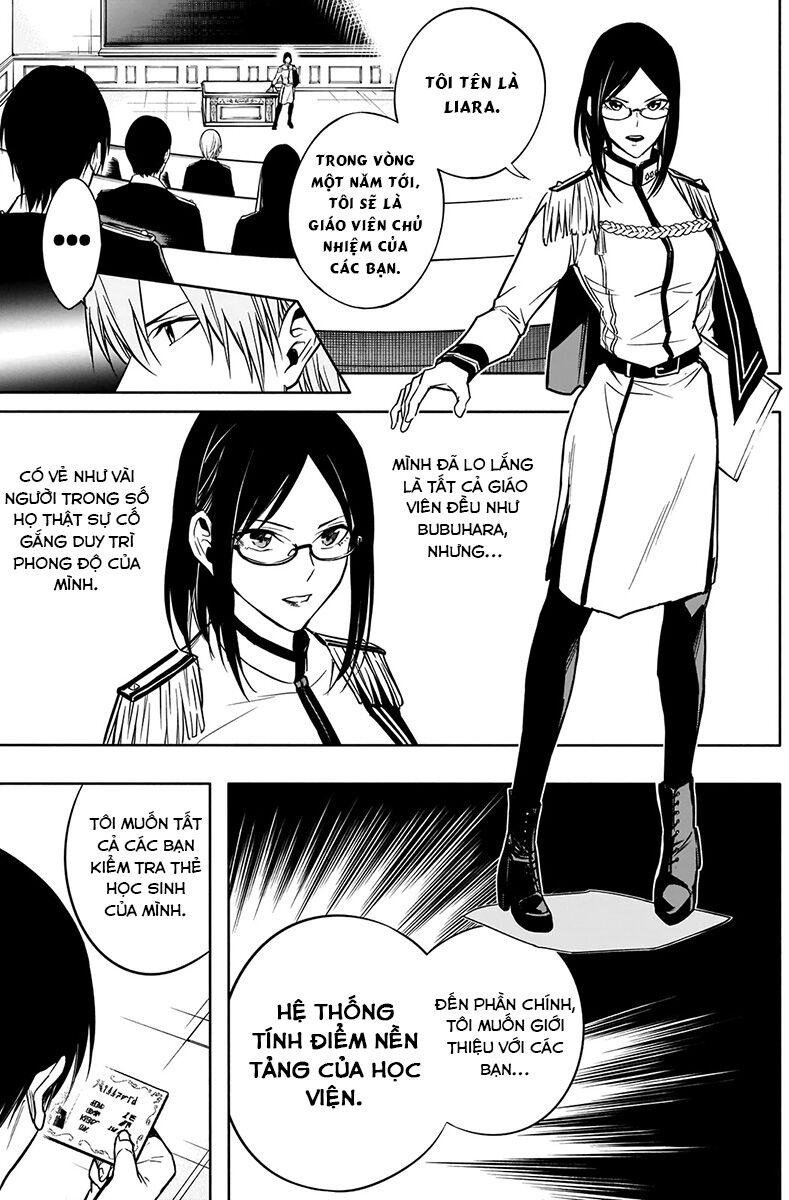 TÔI TÊN LÀ
LIARA.
TRONG VÒNG
MỘT NĂM TỚI,
TÔI SẼ LÀ
GIÁO VIÊN CHỦ
NHIỆM CỦA
CÁC BẠN.
...
MÌNH ĐÃ LO LẮNG
LÀ TẤT CẢ GIÁO
VIÊN ĐỀU NHƯ
BUBUHARA,
NHƯNG...
CÓ VẺ NHƯ VÀI
NGƯỜI TRONG SỐ
HỌ THẬT SỰ CỐ
GẮNG DUY TRÌ
PHONG ĐỘ CỦA
MÌNH.
ĐẾN PHẦN CHÍNH,
TÔI MUỐN GIỚI
THIỆU VỚI CÁC
BẠN...
HỆ THỐNG
TÍNH ĐIỂM NỀN
TẢNG CỦA HỌC
VIỆN.
TÔI MUỐN TẤT
CẢ CÁC BẠN
KIỂM TRA THẺ
HỌC SINH
CỦA MÌNH.